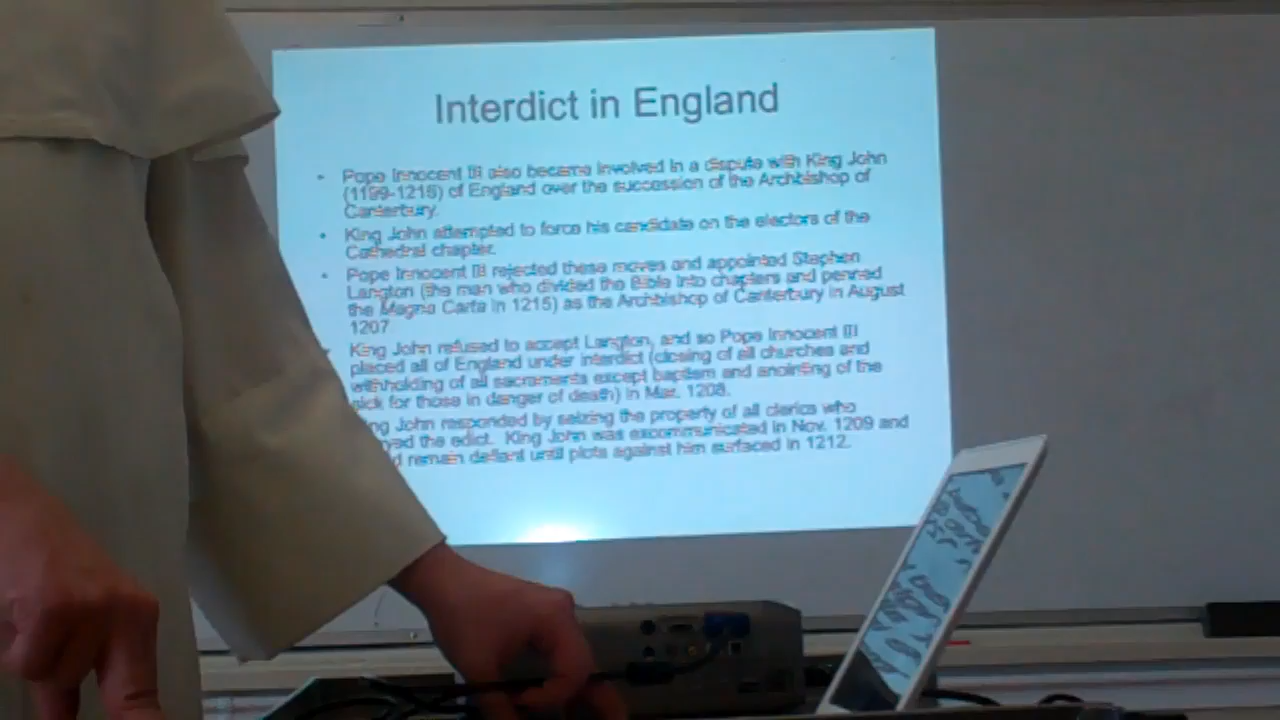 Interdict in England
• Pope Innocent III also became involved in a dispute with King John
(1199-1216) of England over the succession of the Archbishop of
Canterbury.
• King John attempted to force his candidate on the electors of the
Cathedral chapter.
• Pope Innocent III rejected these moves and appointed Stephen
Langton (the man who divided the Bible into chapters and penned
the Magna Carta in 1215) as the Archbishop of Canterbury in August
1207
King John refused to accept Langton, and so Pope Innocent III
placed all of England under interdict (closing of all churches and
withholding of all sacraments except baptism and anointing of the
sick for those in danger of death) in Mar. 1208.
ng John responded by seizing the property of all clerics who
the edict. King John was excommunicated in Nov. 1209 and
remain defiant until plots against him surfaced in 1212.